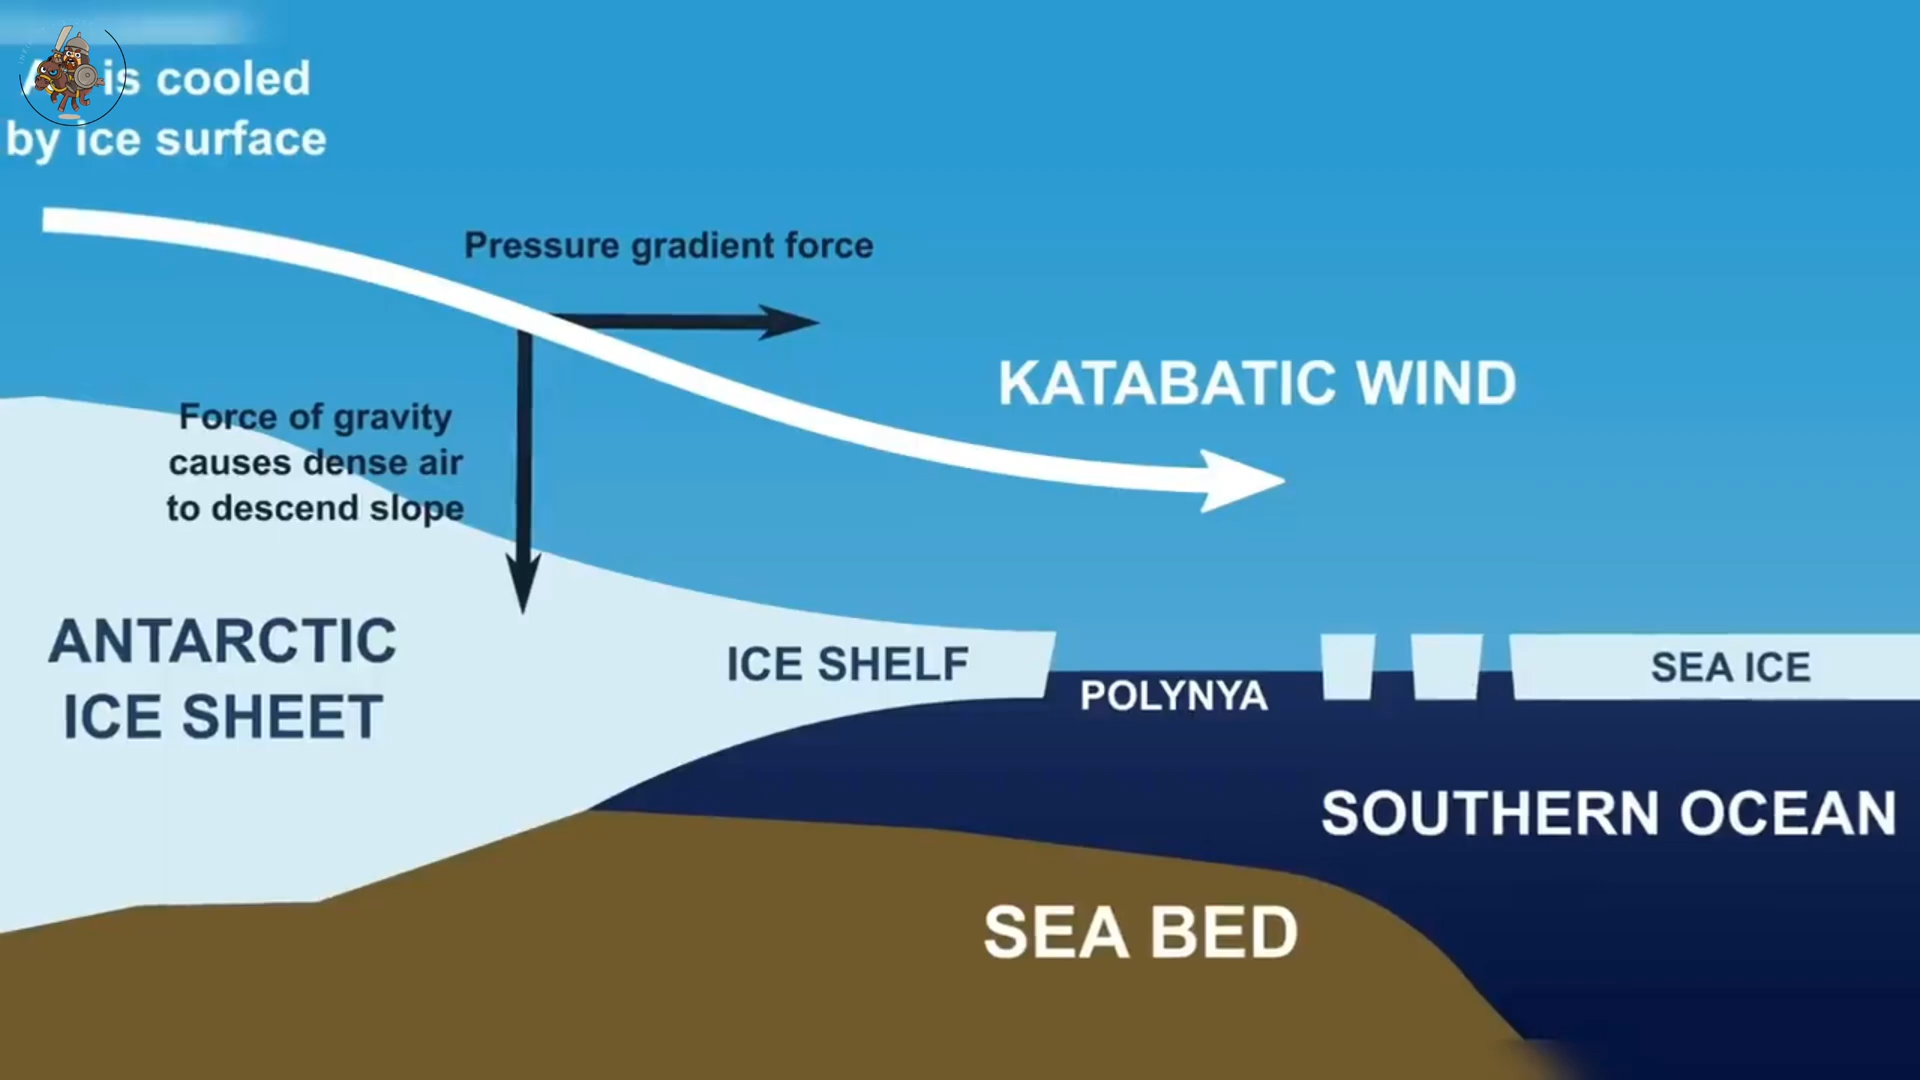 is cooled
by ice surface
Pressure gradient force
KATABATIC WIND
Force of gravity
causes dense air
to descend slope
ANTARCTIC
ICE SHEET
ICE SHELF
POLYNYA
SEA ICE
SOUTHERN OCEAN
SEA BED